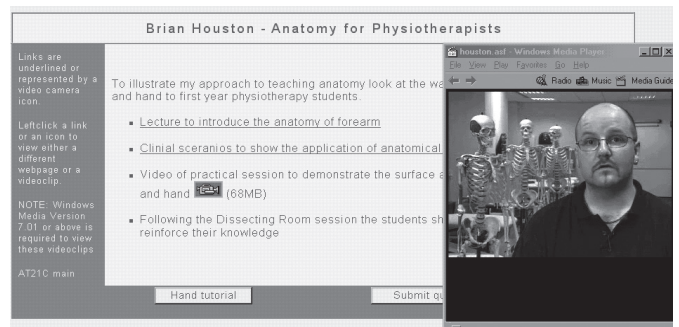 Brian Houston - Anatomy for Physiotherapists
Links are
underlined or
represented by a
video camera
icon.
Leftclick a link
or an icon to
view either a
different
webpage or a
videoclip.
NOTE: Windows
Media Version
7.01 or above is
required to view
these videoclips
AT21C main
To illustrate my approach to teaching anatomy look at the wa
and hand to first year physiotherapy students.
Lecture to introduce the anatomy of forearm
Clinial sceranios to show the application of anatomical
Video of practical session to demonstrate the surface a
and hand (68MB)
Following the Dissecting Room session the students sh
reinforce their knowledge
Hand tutorial
Submit qu
houston.asf - Windows Media Player
File View Play Favorites Go Help
Radio Music Media Guide